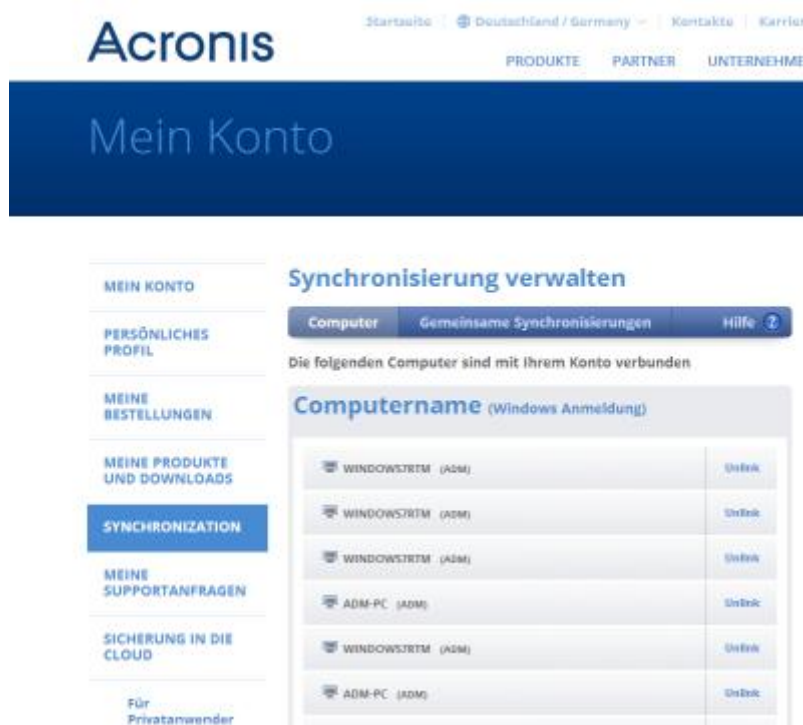 Acronis
Startseite Deutschland / Germany Kontakte
PRODUKTE PARTNER UNTERNEHME
Mein Konto
MEIN KONTO
PERSÖNLICHES
PROFIL
MEINE
BESTELLUNGEN
MEINE PRODUKTE
UND DOWNLOADS
SYNCHRONIZATION
MEINE
SUPPORTANFRAGEN
SICHERUNG IN DIE
CLOUD
Für
Privatanwender
Synchronisierung verwalten
Computer Gemeinsame Synchronisierungen Hilfe ?
Die folgenden Computer sind mit Ihrem Konto verbunden
Computername (Windows Anmeldung)
WINDOWS7RTM (ADM) Unlink
WINDOWS7RTM (ADM) Unlink
WINDOWS7RTM (ADM) Unlink
ADM-PC (ADM) Unlink
WINDOWS7RTM (ADM) Unlink
ADM-PC (ADM) Unlink